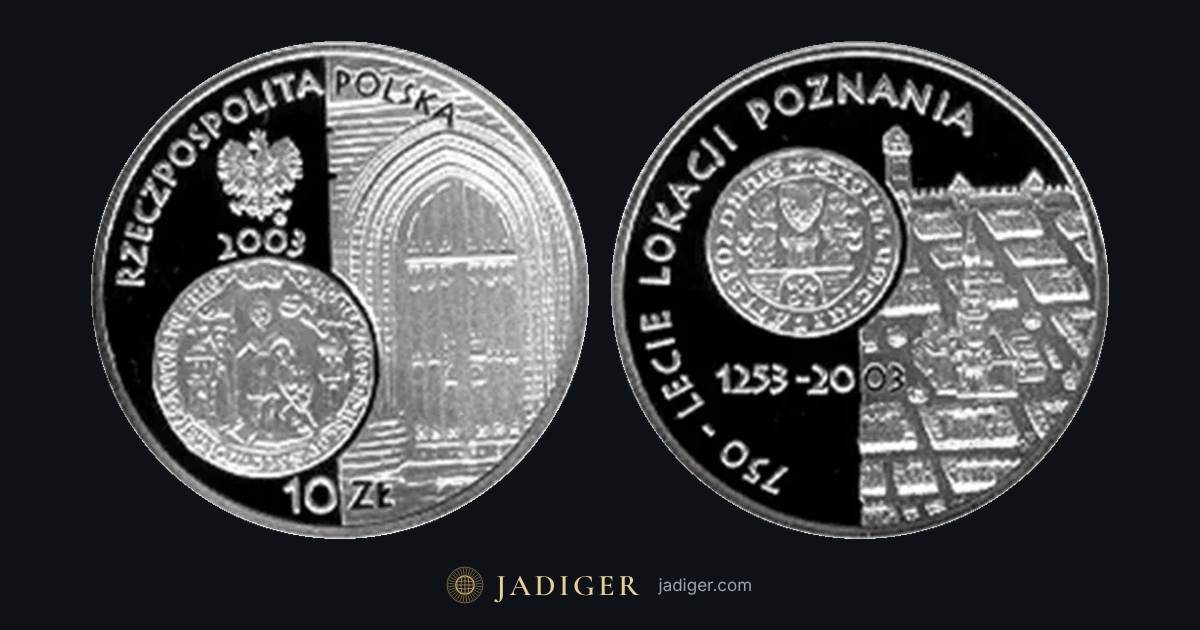 RZECZPOSPOLITA POLSKA
2003
10 ZŁ
750-LECIE LOKACJI POZNANIA
1253-2003
JADIGER jadiger.com